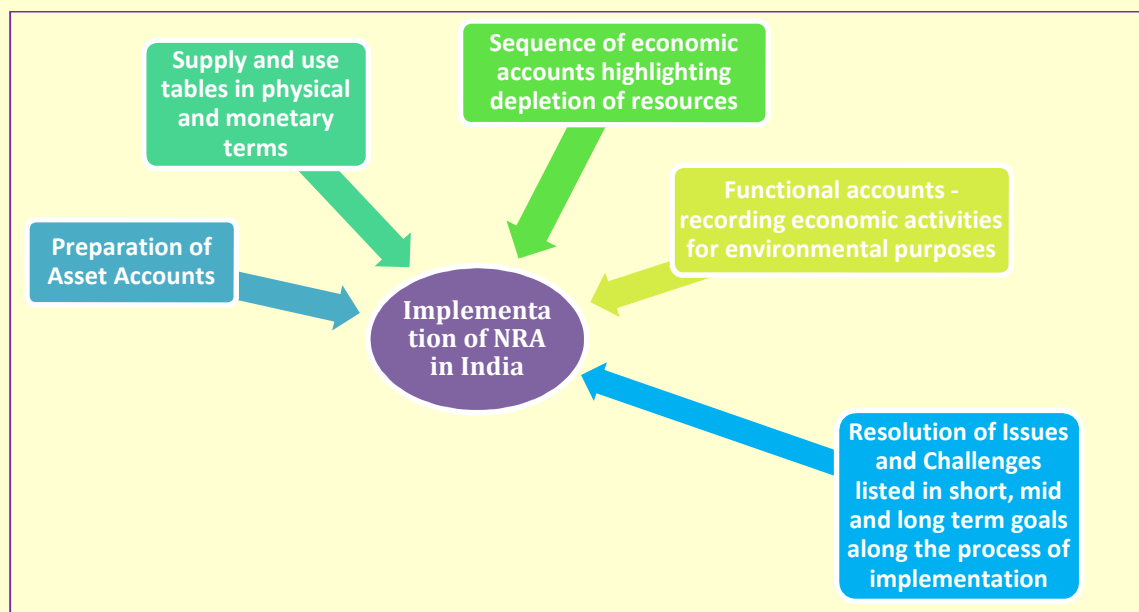 Supply and use
tables in physical
and monetary
terms
Sequence of economic
accounts highlighting
depletion of resources
Functional accounts -
recording economic activities
for environmental purposes
Preparation of
Asset Accounts
Implementa
tion of NRA
in India
Resolution of Issues
and Challenges
listed in short, mid
and long term goals
along the process of
implementation